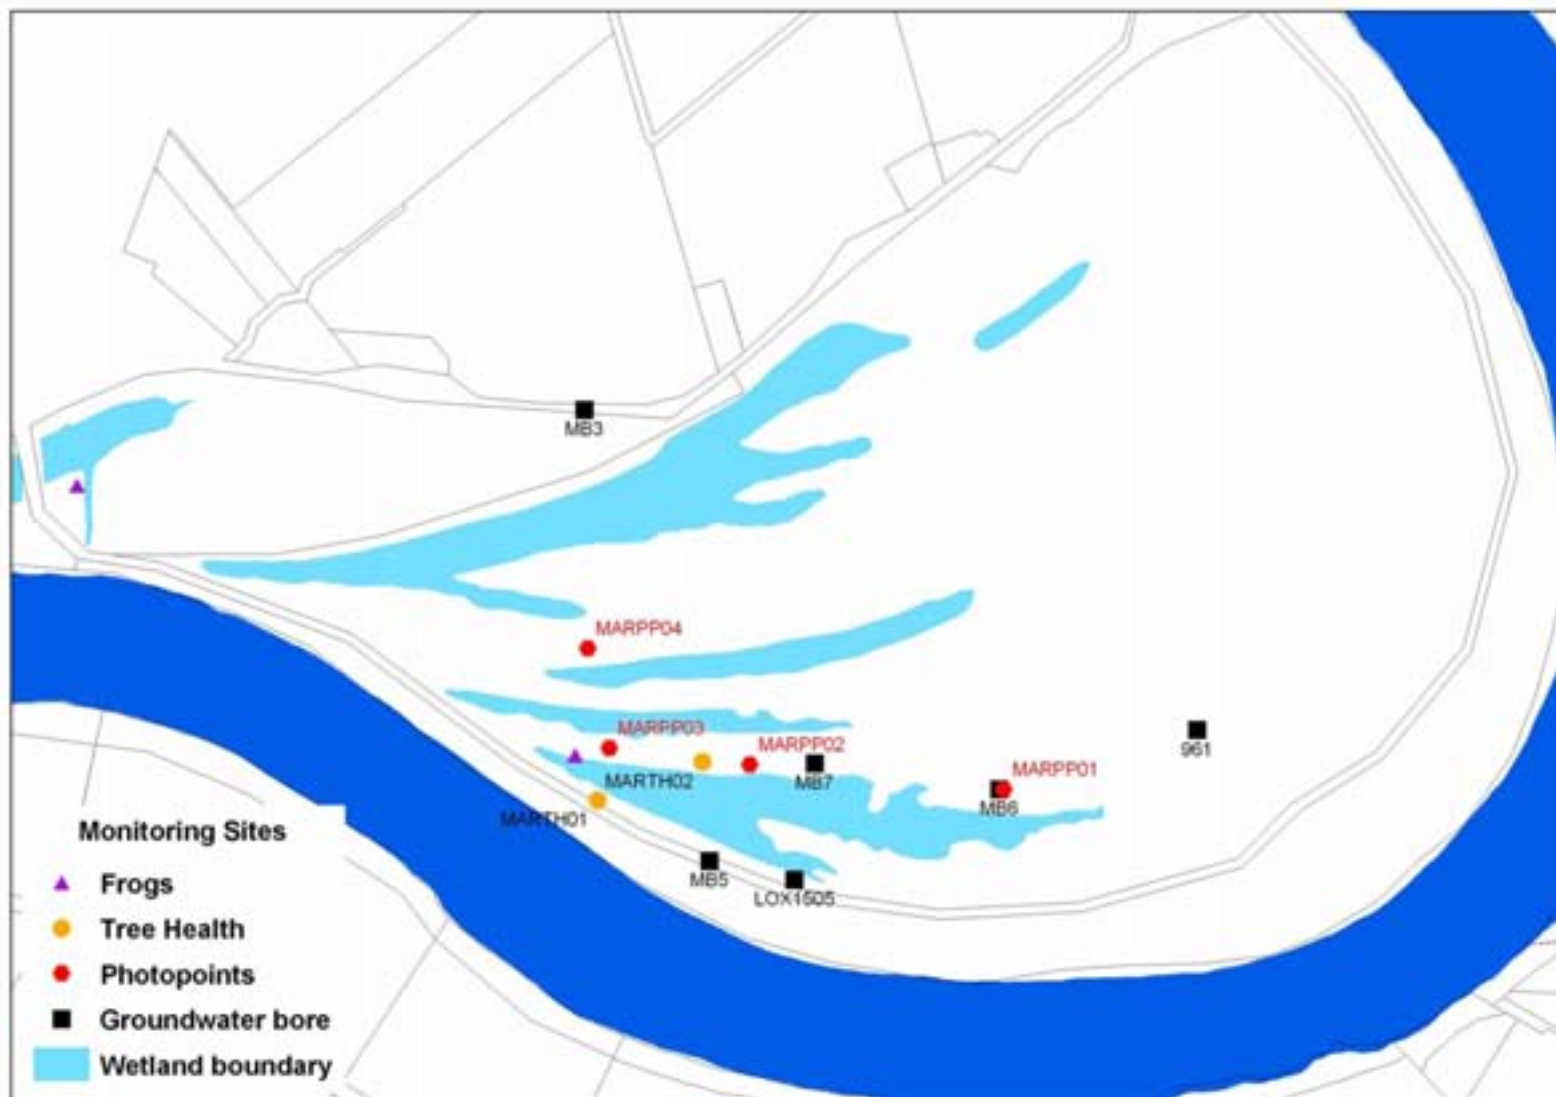 MB3
MARPP04
MARPP03
MARPP02
MARTH02
MB7
961
MARPP01
MB6
MARTH01
MB5
LOX1505
Monitoring Sites
Frogs
Tree Health
Photopoints
Groundwater bore
Wetland boundary